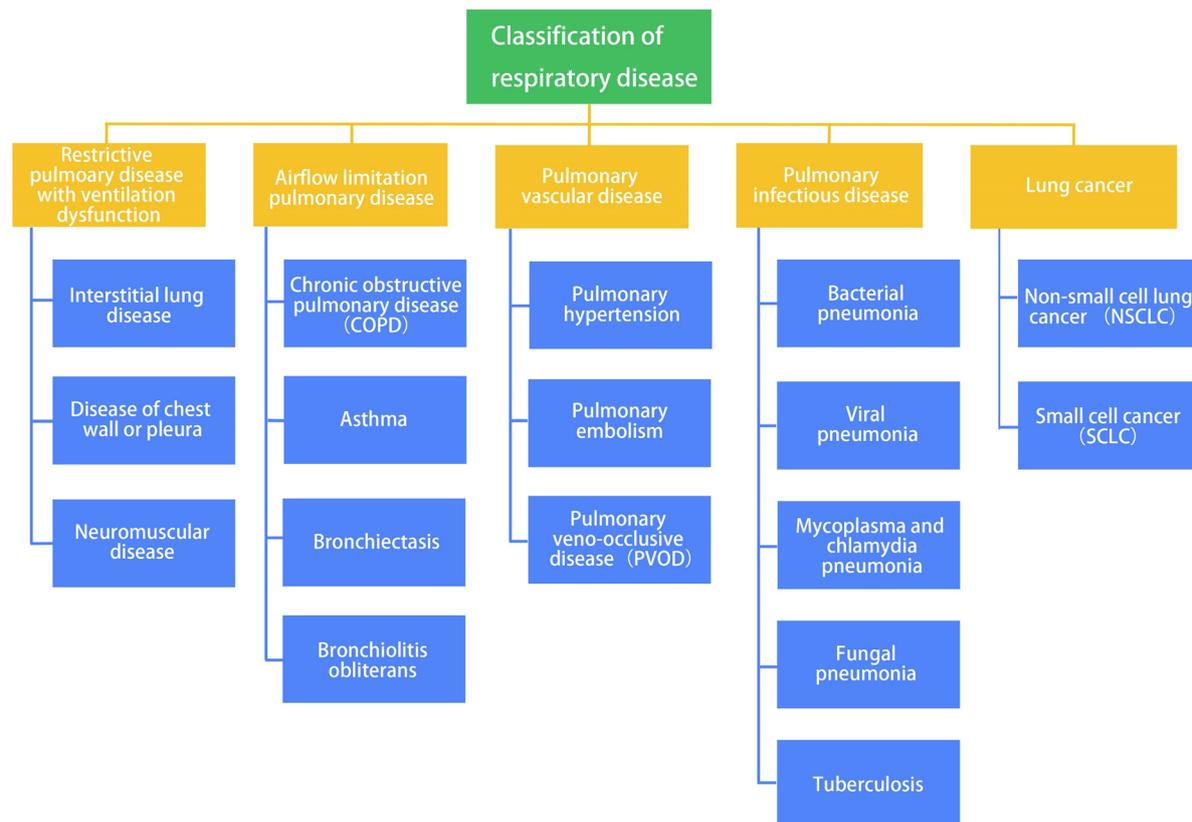 Classification of
respiratory disease
Restrictive
pulmoary disease
with ventilation
dysfunction
Interstitial lung
disease
Disease of chest
wall or pleura
Neuromuscular
disease
Airflow limitation
pulmonary disease
Chronic obstructive
pulmonary disease
（COPD）
Asthma
Bronchiectasis
Bronchiolitis
obliterans
Pulmonary
vascular disease
Pulmonary
hypertension
Pulmonary
embolism
Pulmonary
veno-occlusive
disease （PVOD）
Pulmonary
infectious disease
Bacterial
pneumonia
Viral
pneumonia
Mycoplasma and
chlamydia
pneumonia
Fungal
pneumonia
Tuberculosis
Lung cancer
Non-small cell lung
cancer （NSCLC）
Small cell cancer
（SCLC）